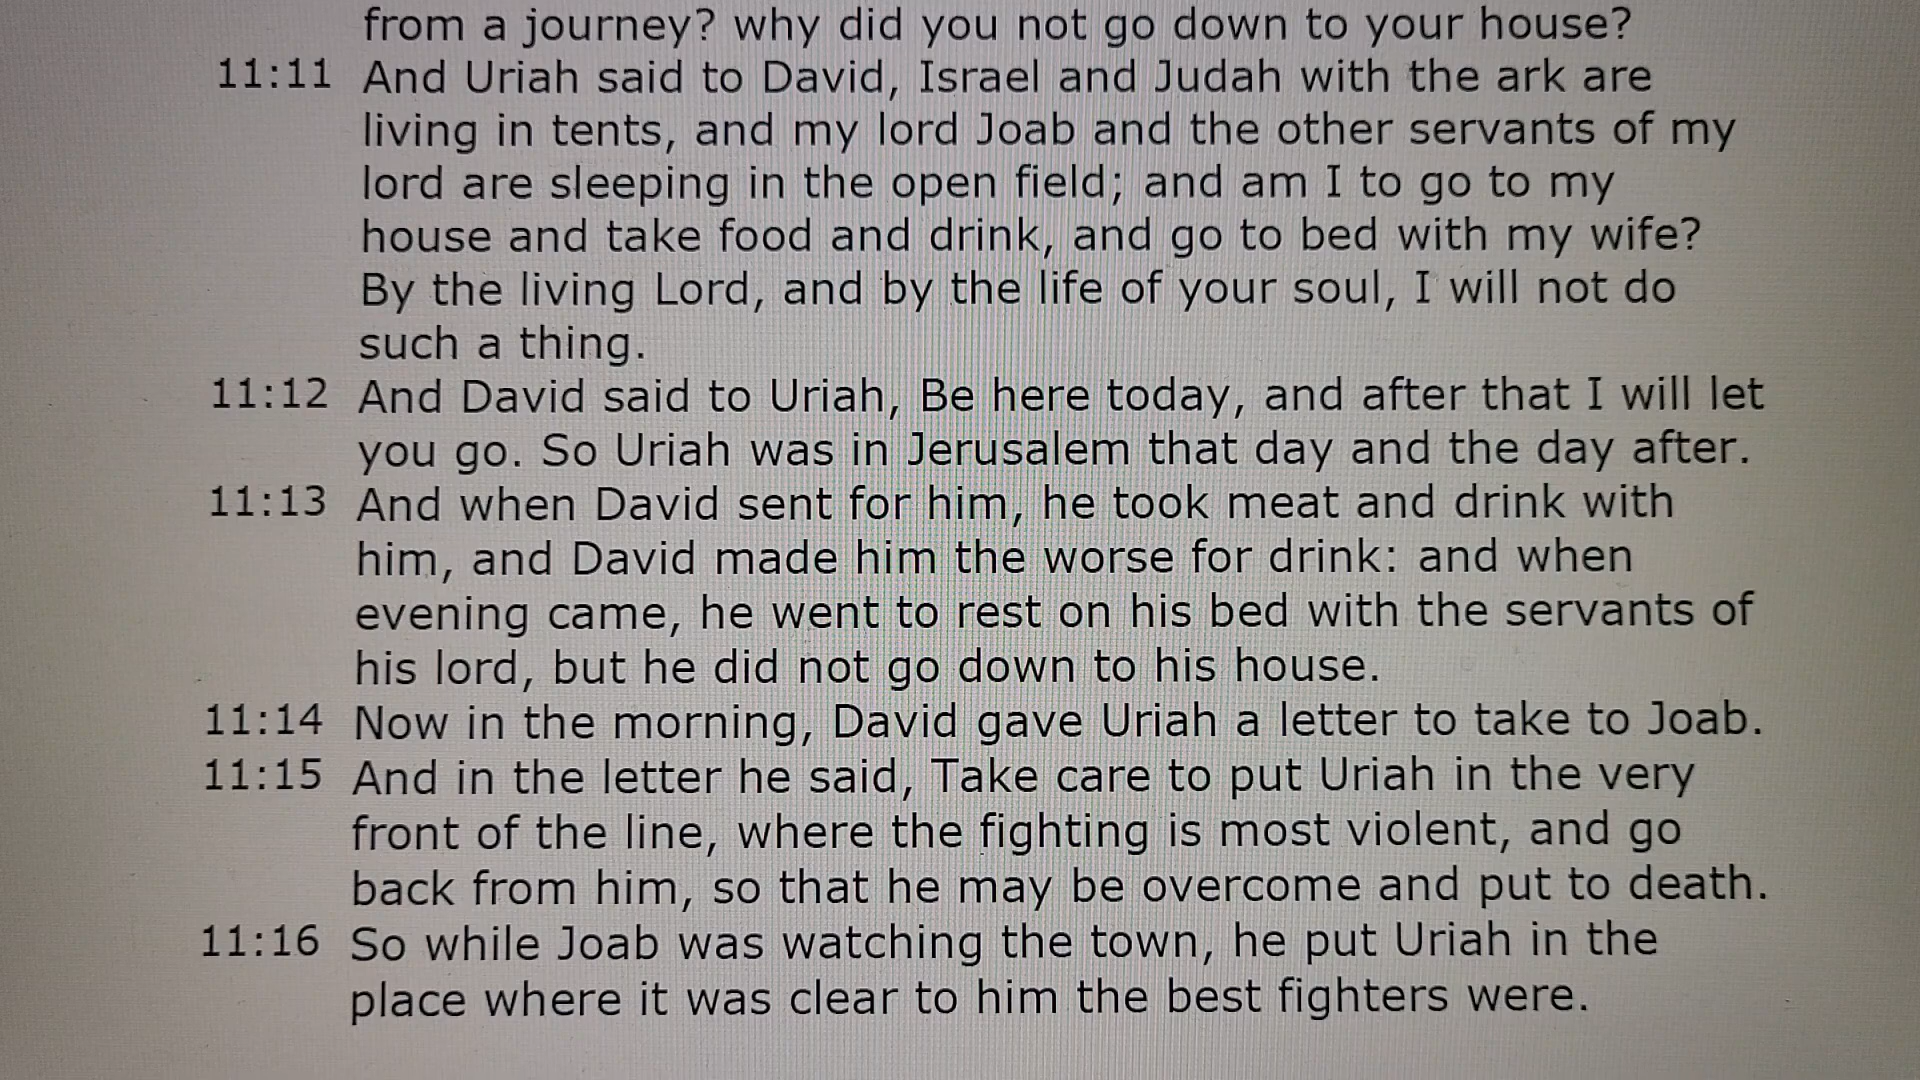 from a journey? why did you not go down to your house?
11:11 And Uriah said to David, Israel and Judah with the ark are
living in tents, and my lord Joab and the other servants of my
lord are sleeping in the open field; and am I to go to my
house and take food and drink, and go to bed with my wife?
By the living Lord, and by the life of your soul, I will not do
such a thing.
11:12 And David said to Uriah, Be here today, and after that I will let
you go. So Uriah was in Jerusalem that day and the day after.
11:13 And when David sent for him, he took meat and drink with
him, and David made him the worse for drink: and when
evening came, he went to rest on his bed with the servants of
his lord, but he did not go down to his house.
11:14 Now in the morning, David gave Uriah a letter to take to Joab.
11:15 And in the letter he said, Take care to put Uriah in the very
front of the line, where the fighting is most violent, and go
back from him, so that he may be overcome and put to death.
11:16 So while Joab was watching the town, he put Uriah in the
place where it was clear to him the best fighters were.